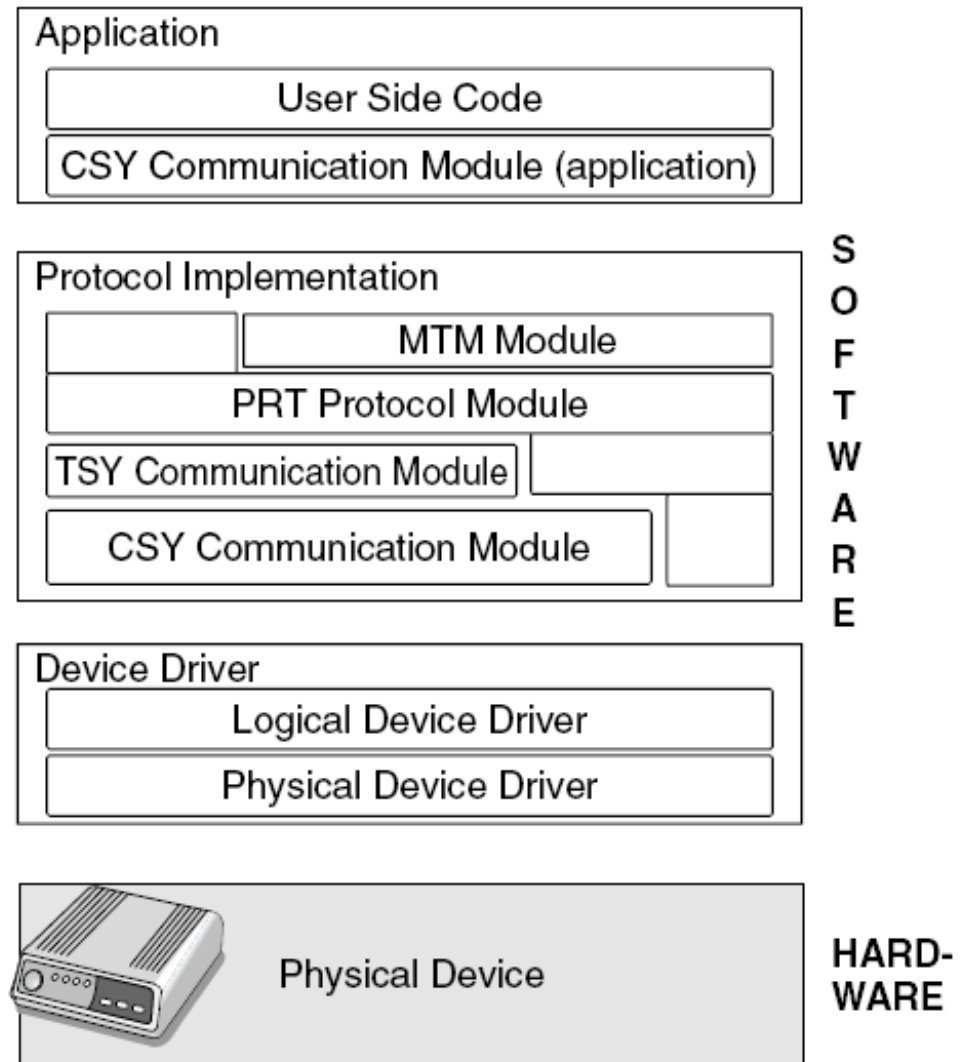 Application
User Side Code
CSY Communication Module (application)
Protocol Implementation
MTM Module
PRT Protocol Module
TSY Communication Module
CSY Communication Module
Device Driver
Logical Device Driver
Physical Device Driver
Physical Device
S
O
F
T
W
A
R
E
HARD-
WARE